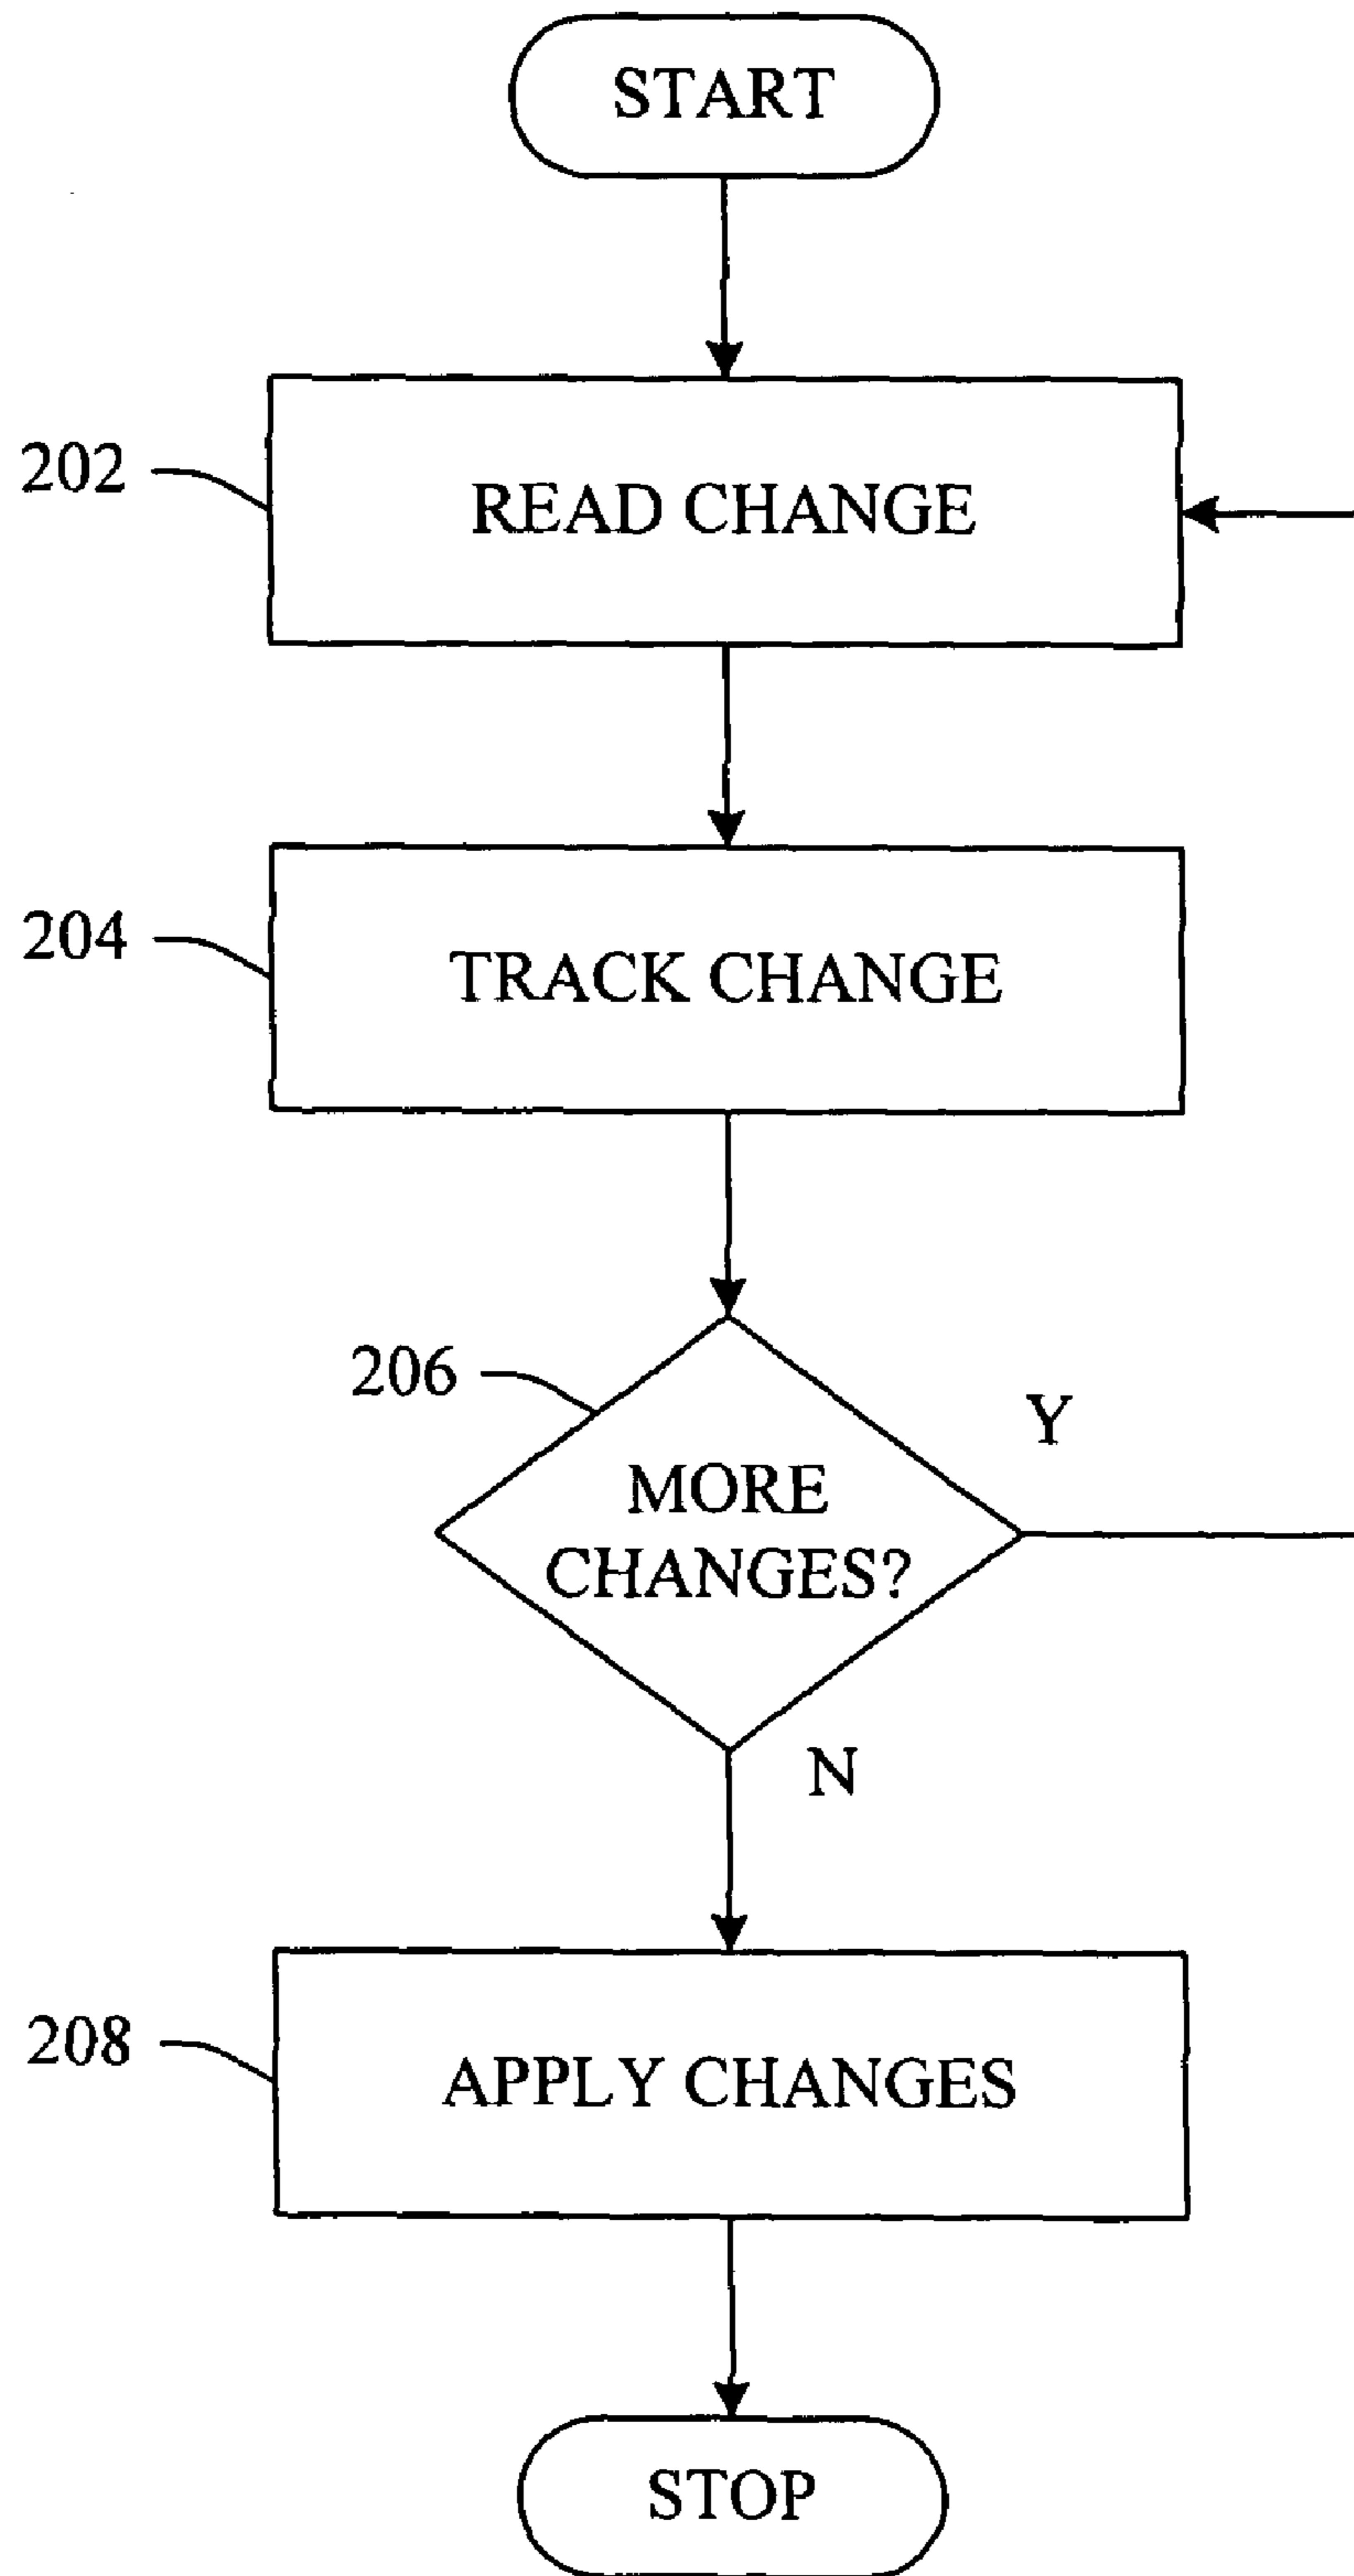 START
202
READ CHANGE
204
TRACK CHANGE
206
Y
MORE
CHANGES?
N
208
APPLY CHANGES
STOP